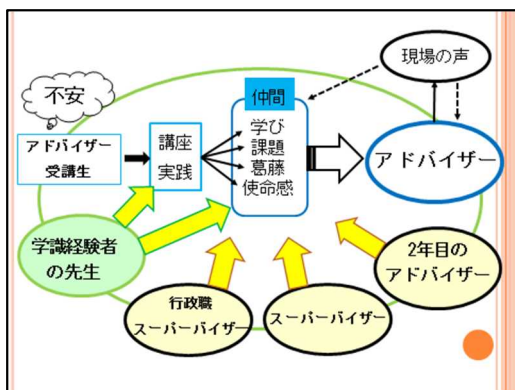 現場の声
不安
仲間
アドバイザー
受講生
講座
実践
学び
課題
葛藤
使命感
アドバイザー
学識経験者
の先生
行政職
スーパーバイザー
スーパーバイザー
2年目の
アドバイザー